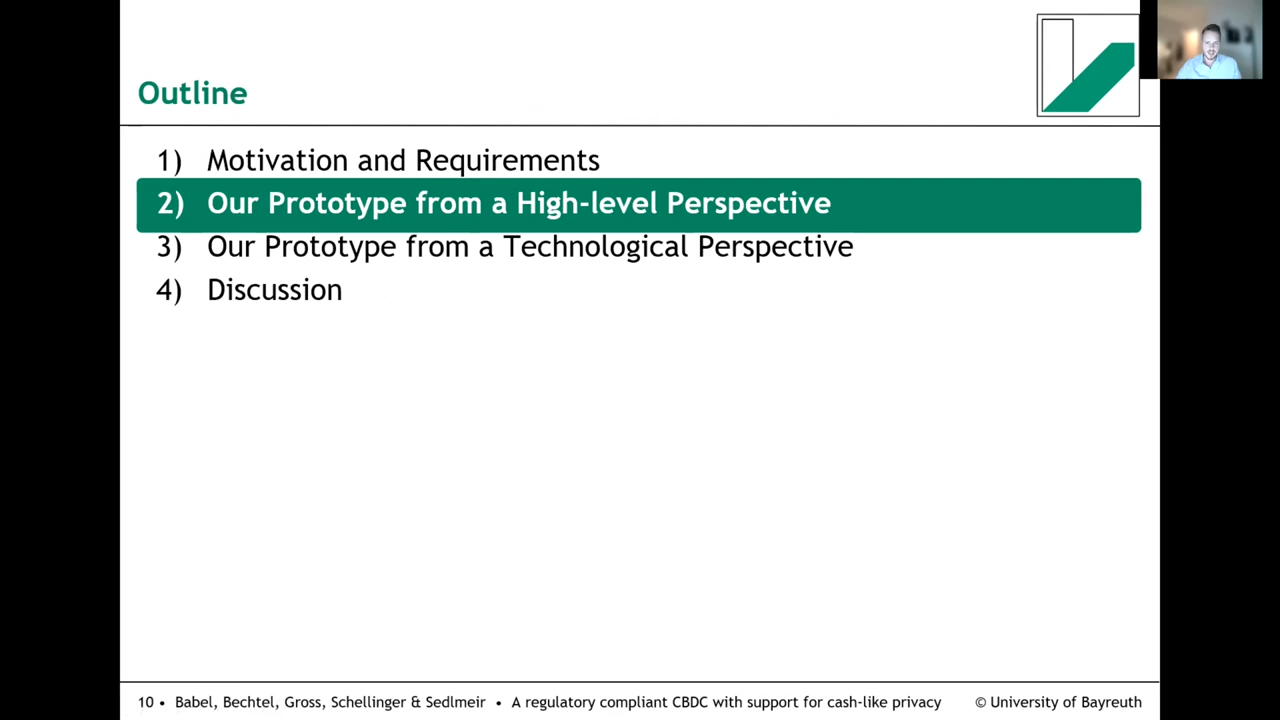 Outline
1) Motivation and Requirements
2) Our Prototype from a High-level Perspective
3) Our Prototype from a Technological Perspective
4) Discussion
10 • Babel, Bechtel, Gross, Schellinger & Sedlmeir • A regulatory compliant CBDC with support for cash-like privacy © University of Bayreuth